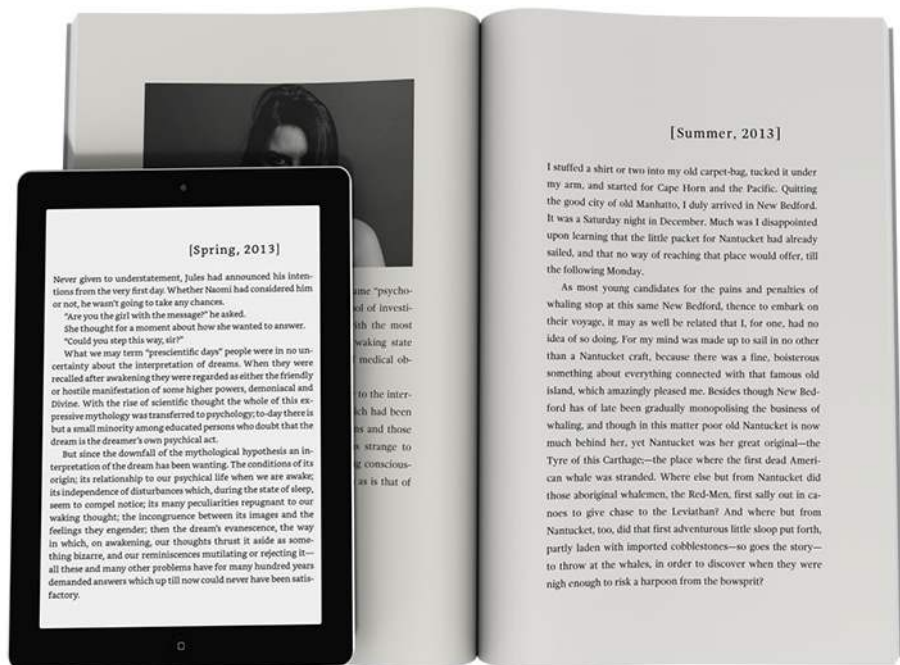 [Spring, 2013]
Never given to understatement, Jules had announced his inten-
tions from the very first day. Whether Naomi had considered him
or not, he wasn't going to take any chances.
"Are you the girl with the message?" he asked.
She thought for a moment about how she wanted to answer.
"Could you step this way, sir?"
What we may term "prescientific days" people were in no un-
certainty about the interpretation of dreams. When they were
recalled after awakening they were regarded as either the friendly
or hostile manifestation of some higher powers, demoniacal and
Divine. With the rise of scientific thought the whole of this ex-
pressive mythology was transferred to psychology; to-day there is
but a small minority among educated persons who doubt that the
dream is the dreamer's own psychical act.
But since the downfall of the mythological hypothesis an in-
terpretation of the dream has been wanting. The conditions of its
origin; its relationship to our psychical life when we are awake;
its independence of disturbances which, during the state of sleep,
seem to compel notice; its many peculiarities repugnant to our
waking thought; the incongruence between its images and the
feelings they engender; then the dream's evanescence, the way
in which, on awakening, our thoughts thrust it aside as some-
thing bizarre, and our reminiscences mutilating or rejecting it—
all these and many other problems have for many hundred years
demanded answers which up till now could never have been satis-
factory.
"psycho-
of investi-
the most
waking state
medical ob-
to the inter-
had been
and those
strange to
conscious-
as is that of
[Summer, 2013]
I stuffed a shirt or two into my old carpet-bag, tucked it under
my arm, and started for Cape Horn and the Pacific. Quitting
the good city of old Manhatto, I duly arrived in New Bedford.
It was a Saturday night in December. Much was I disappointed
upon learning that the little packet for Nantucket had already
sailed, and that no way of reaching that place would offer, till
the following Monday.
As most young candidates for the pains and penalties of
whaling stop at this same New Bedford, thence to embark on
their voyage, it may as well be related that I, for one, had no
idea of so doing. For my mind was made up to sail in no other
than a Nantucket craft, because there was a fine, boisterous
something about everything connected with that famous old
island, which amazingly pleased me. Besides though New Bed-
ford has of late been gradually monopolising the business of
whaling, and though in this matter poor old Nantucket is now
much behind her, yet Nantucket was her great original—the
Tyre of this Carthage;—the place where the first dead Ameri-
can whale was stranded. Where else but from Nantucket did
those aboriginal whalemen, the Red-Men, first sally out in ca-
noes to give chase to the Leviathan? And where but from
Nantucket, too, did that first adventurous little sloop put forth,
partly laden with imported cobblestones—so goes the story—
to throw at the whales, in order to discover when they were
nigh enough to risk a harpoon from the bowsprit?